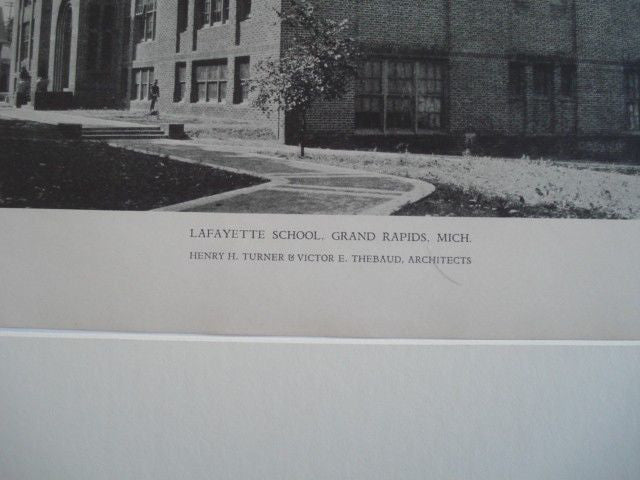 LAFAYETTE SCHOOL, GRAND RAPIDS, MICH.
HENRY H. TURNER & VICTOR E. THEBAUD, ARCHITECTS